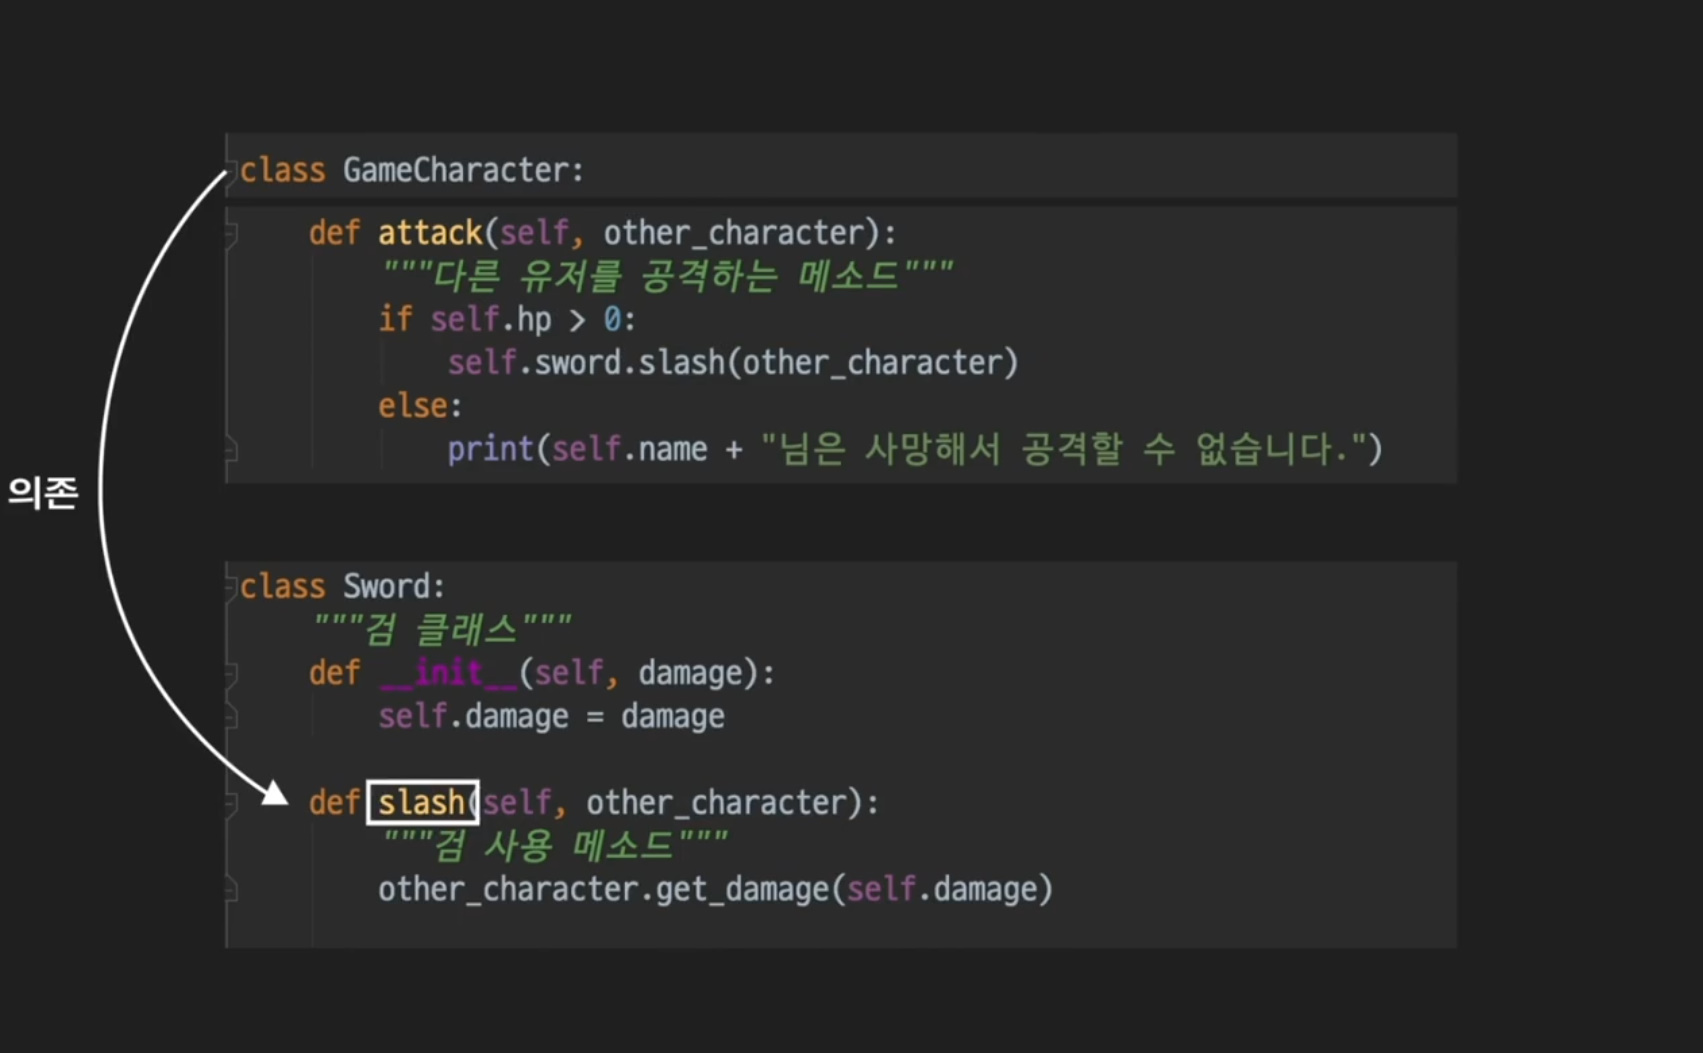 class GameCharacter:
def attack(self, other_character):
"""다른 유저를 공격하는 메소드"""
if self.hp > 0:
self.sword.slash(other_character)
else:
print(self.name + "님은 사망해서 공격할 수 없습니다.")
의존
class Sword:
"""검 클래스"""
def __init__(self, damage):
self.damage = damage
def slash(self, other_character):
"""검 사용 메소드"""
other_character.get_damage(self.damage)